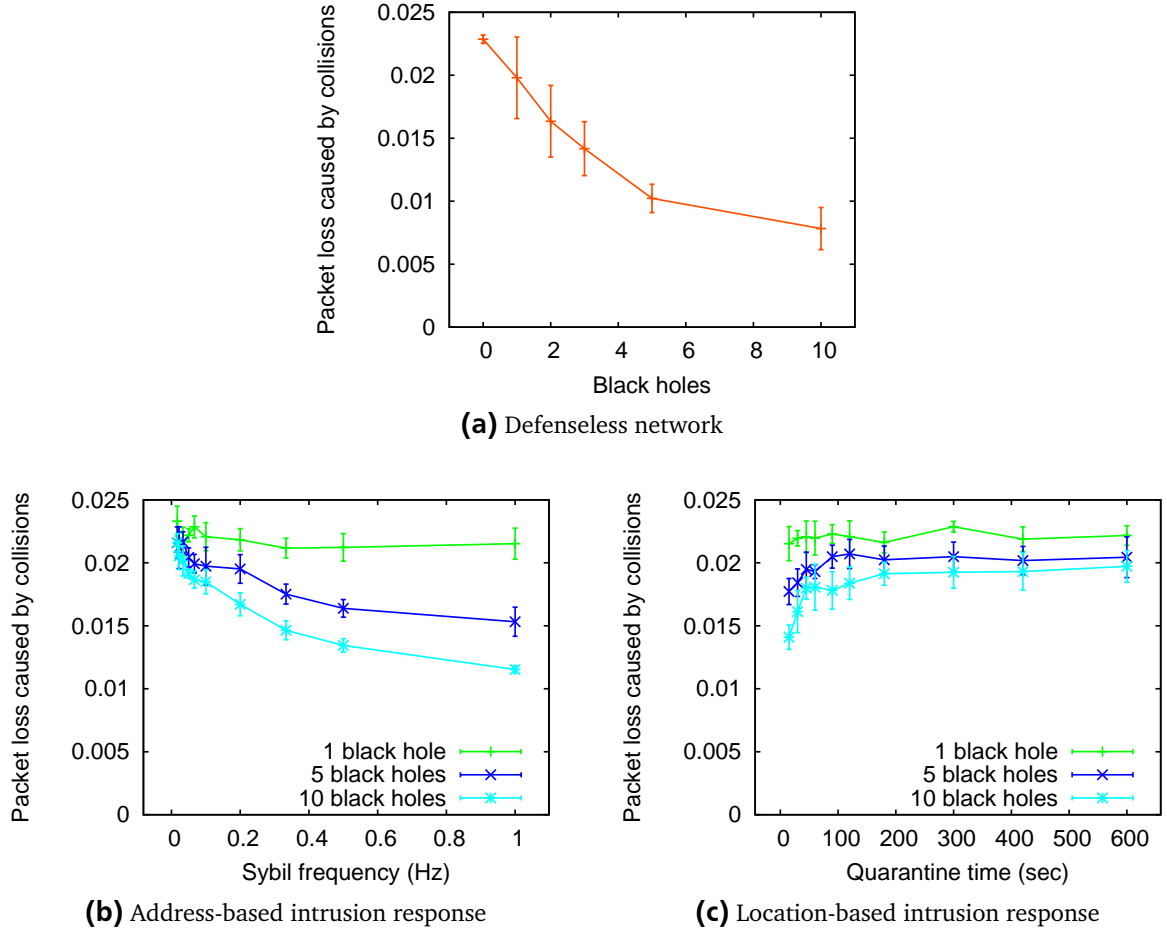 Packet loss caused by collisions
0.025
0.02
0.015
0.01
0.005
0
0 2 4 6 8 10
Black holes
(a) Defenseless network
Packet loss caused by collisions
0.025
0.02
0.015
0.01
0.005
0
1 black hole
5 black holes
10 black holes
0 0.2 0.4 0.6 0.8 1
Sybil frequency (Hz)
(b) Address-based intrusion response
Packet loss caused by collisions
0.025
0.02
0.015
0.01
0.005
0
1 black hole
5 black holes
10 black holes
0 100 200 300 400 500 600
Quarantine time (sec)
(c) Location-based intrusion response